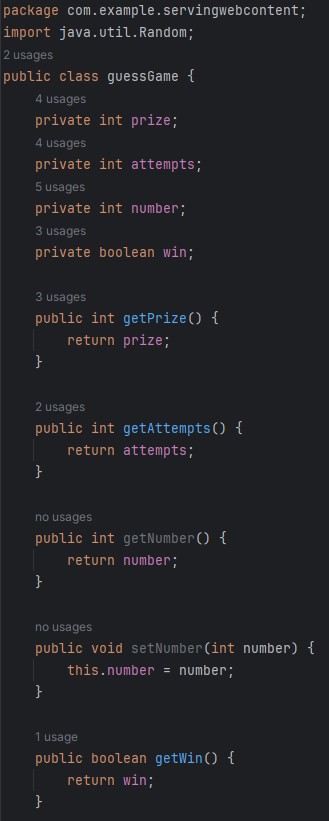 package com.example.servingwebcontent;
import java.util.Random;
2 usages
public class guessGame {
4 usages
private int prize;
4 usages
private int attempts;
5 usages
private int number;
3 usages
private boolean win;
3 usages
public int getPrize() {
return prize;
}
2 usages
public int getAttempts() {
return attempts;
}
no usages
public int getNumber() {
return number;
}
no usages
public void setNumber(int number) {
this.number = number;
}
1 usage
public boolean getWin() {
return win;
}